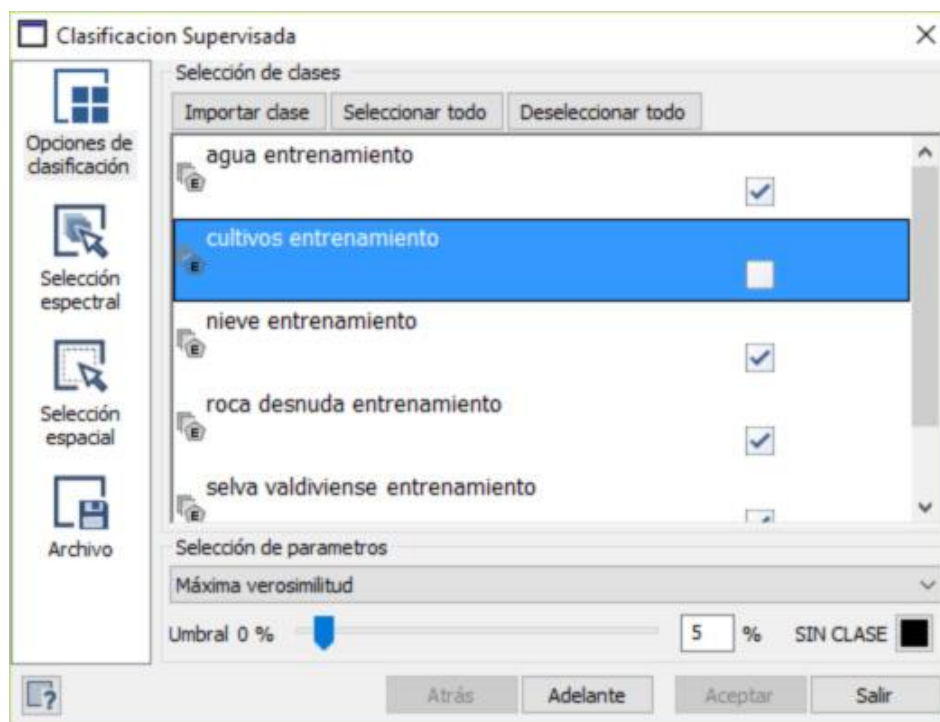 Clasificacion Supervisada
Opciones de
clasificación
Selección
espectral
Selección
espacial
Archivo
Selección de clases
Importar clase Seleccionar todo Deseleccionar todo
agua entrenamiento
E
cultivos entrenamiento
E
nieve entrenamiento
E
roca desnuda entrenamiento
E
selva valdiviense entrenamiento
E
Selección de parametros
Máxima verosimilitud
Umbral 0 % 5 % SIN CLASE
? Atrás Adelante Aceptar Salir